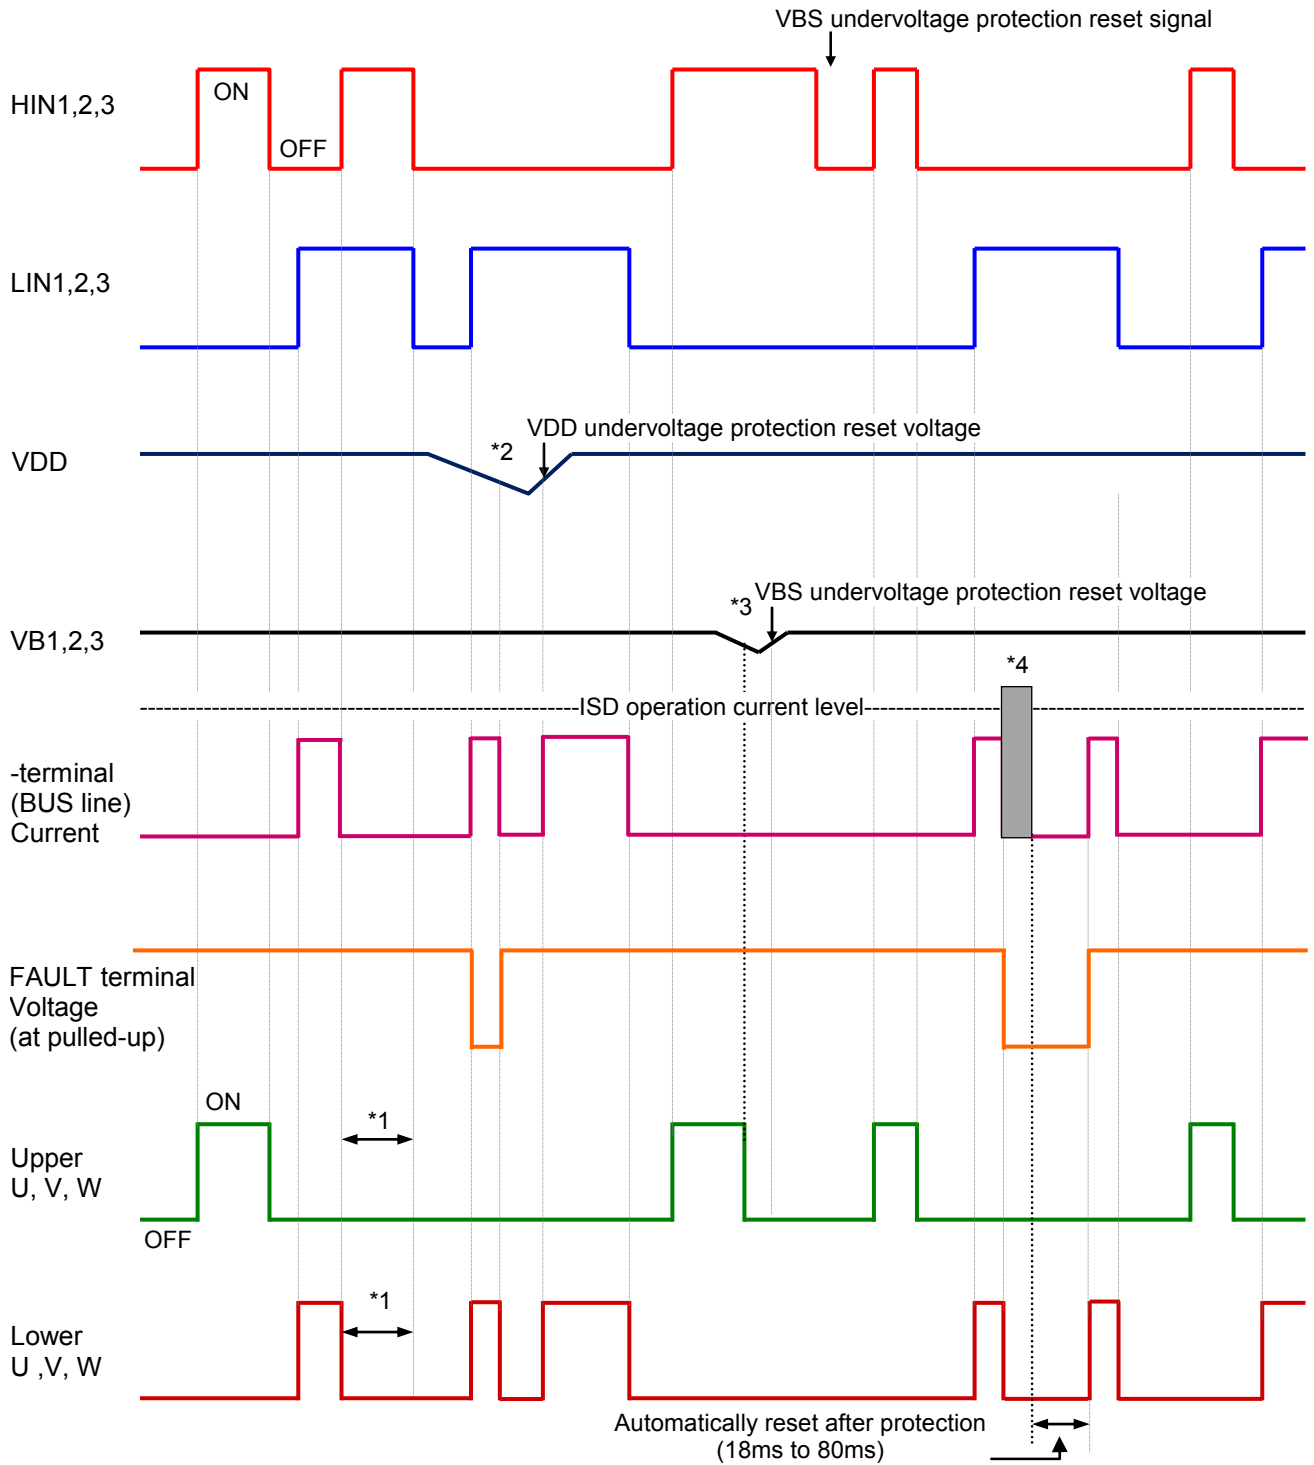 VBS undervoltage protection reset signal
HIN1,2,3
ON
OFF
LIN1,2,3
VDD undervoltage protection reset voltage
*2
VDD
VBS undervoltage protection reset voltage
*3
VB1,2,3
*4
ISD operation current level
-terminal
(BUS line)
Current
FAULT terminal
Voltage
(at pulled-up)
ON
*1
Upper
U, V, W
OFF
*1
Lower
U ,V, W
Automatically reset after protection
(18ms to 80ms)